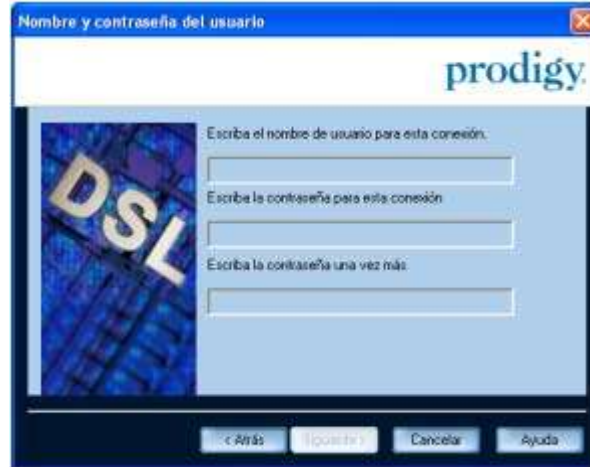 Nombre y contraseña del usuario
prodigy
DSL
Escriba el nombre de usuario para esta conexión.
Escriba la contraseña para esta conexión
Escriba la contraseña una vez más
< Atrás
Siguiente >
Cancelar
Ayuda